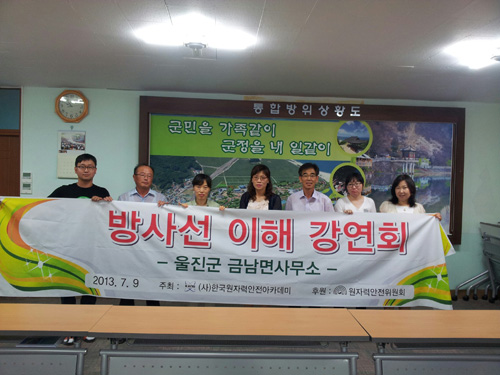 통합방위상황도
군민을 가족같이
군정을 내 일같이
방사선 이해 강연회
- 울진군 금남면사무소 -
2013. 7. 9 주최 : (사)한국원자력안전아카데미 후원 : 원자력안전위원회